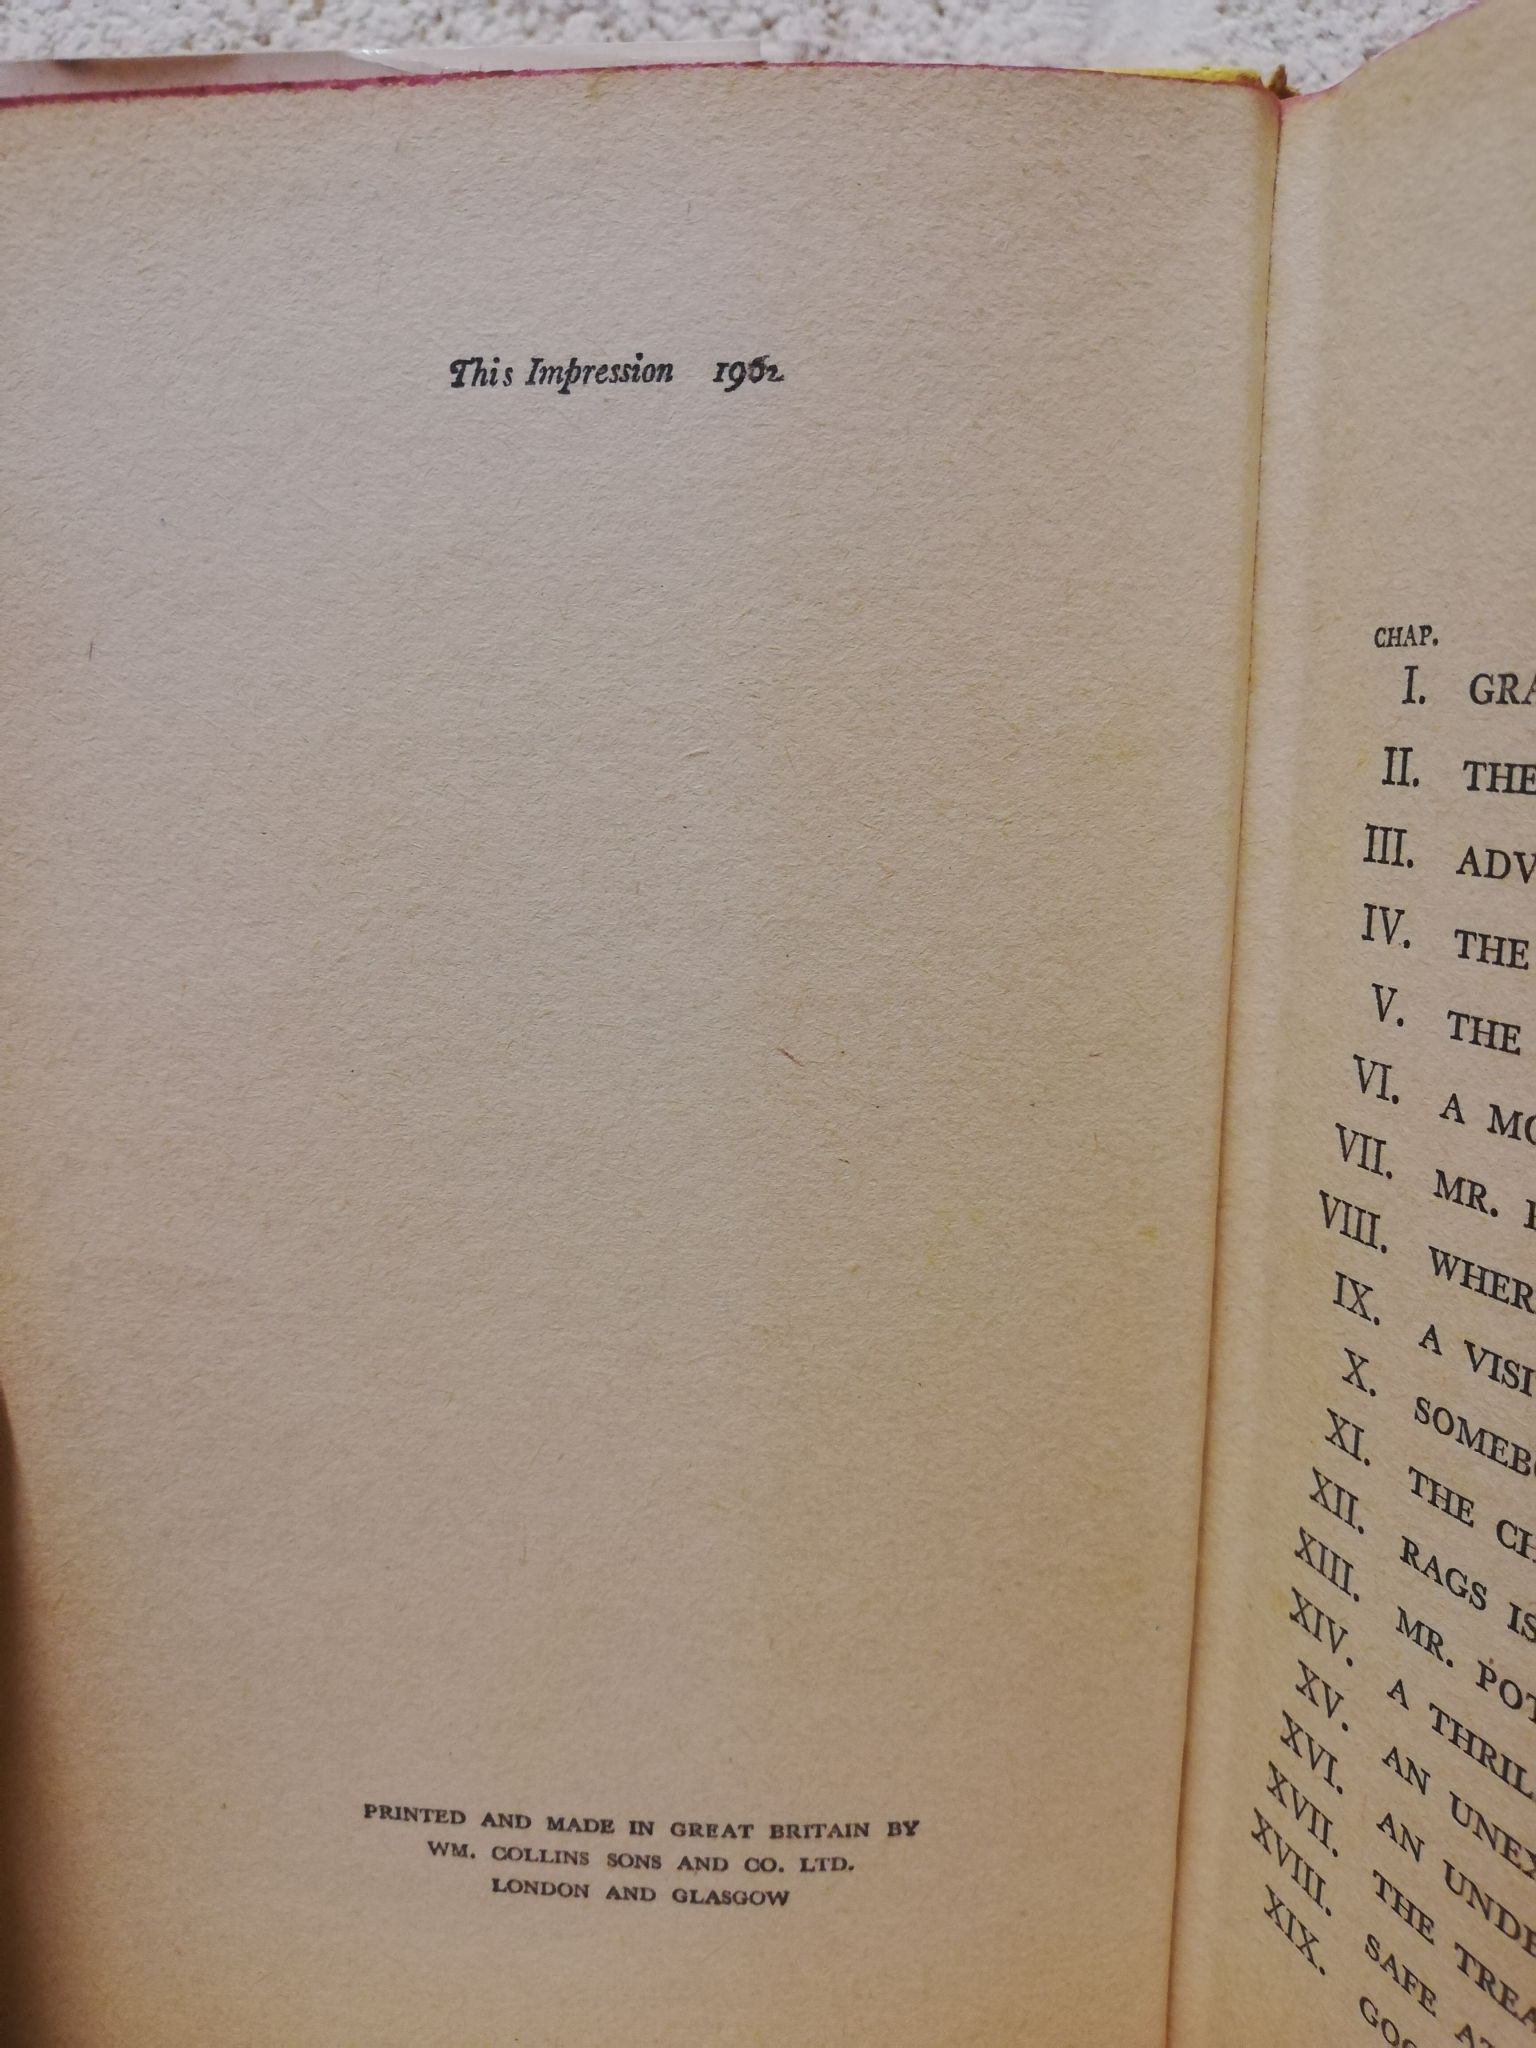 This Impression 1962
PRINTED AND MADE IN GREAT BRITAIN BY
WM. COLLINS SONS AND CO. LTD.
LONDON AND GLASGOW
CHAP.
I. GRA
II. THE
III. ADV
IV. THE
V. THE
VI. A MO
VII. MR.
VIII. WHER
IX. A VISI
X. SOMEBO
XI. THE CH
XII. RAGS IS
XIII. MR. POT
XIV. A THRIL
XV. AN UNEX
XVI. AN UNDE
XVII. THE TREA
XVIII. SAFE AT
XIX. GOO